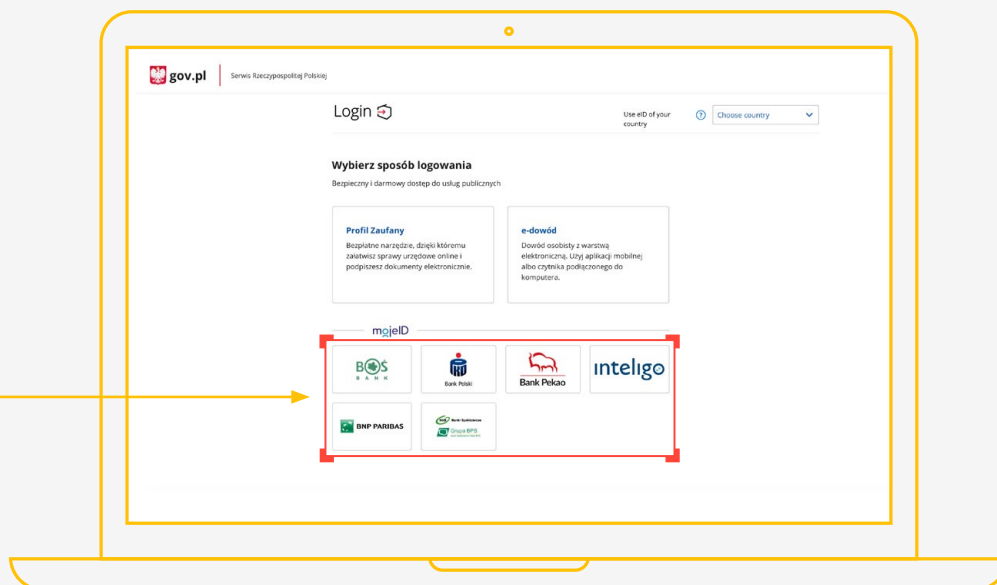 gov.pl
Serwis Rzeczypospolitej Polskiej
Login
Use eID of your
country
Choose country
Wybierz sposób logowania
Bezpieczny i darmowy dostęp do usług publicznych
Profil Zaufany
Bezpłatne narzędzie, dzięki któremu
załatwisz sprawy urzędowe online i
podpiszesz dokumenty elektronicznie.
e-dowód
Dowód osobisty z warstwą
elektroniczną. Użyj aplikacji mobilnej
albo czytnika podłączonego do
komputera.
mojeID
BOŚ
BANK
Bank Polski
Bank Pekao
inteligo
BNP PARIBAS
Bank Spółdzielczy
Grupa BPS